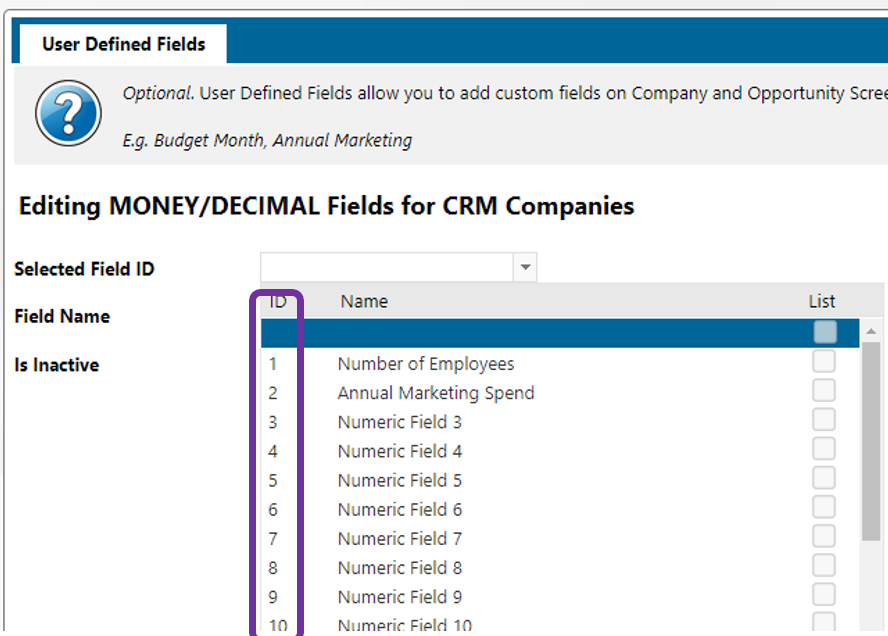 User Defined Fields
Optional. User Defined Fields allow you to add custom fields on Company and Opportunity Scree
E.g. Budget Month, Annual Marketing
Editing MONEY/DECIMAL Fields for CRM Companies
Selected Field ID
Field Name
Is Inactive
ID Name List
1 Number of Employees
2 Annual Marketing Spend
3 Numeric Field 3
4 Numeric Field 4
5 Numeric Field 5
6 Numeric Field 6
7 Numeric Field 7
8 Numeric Field 8
9 Numeric Field 9
10 Numeric Field 10